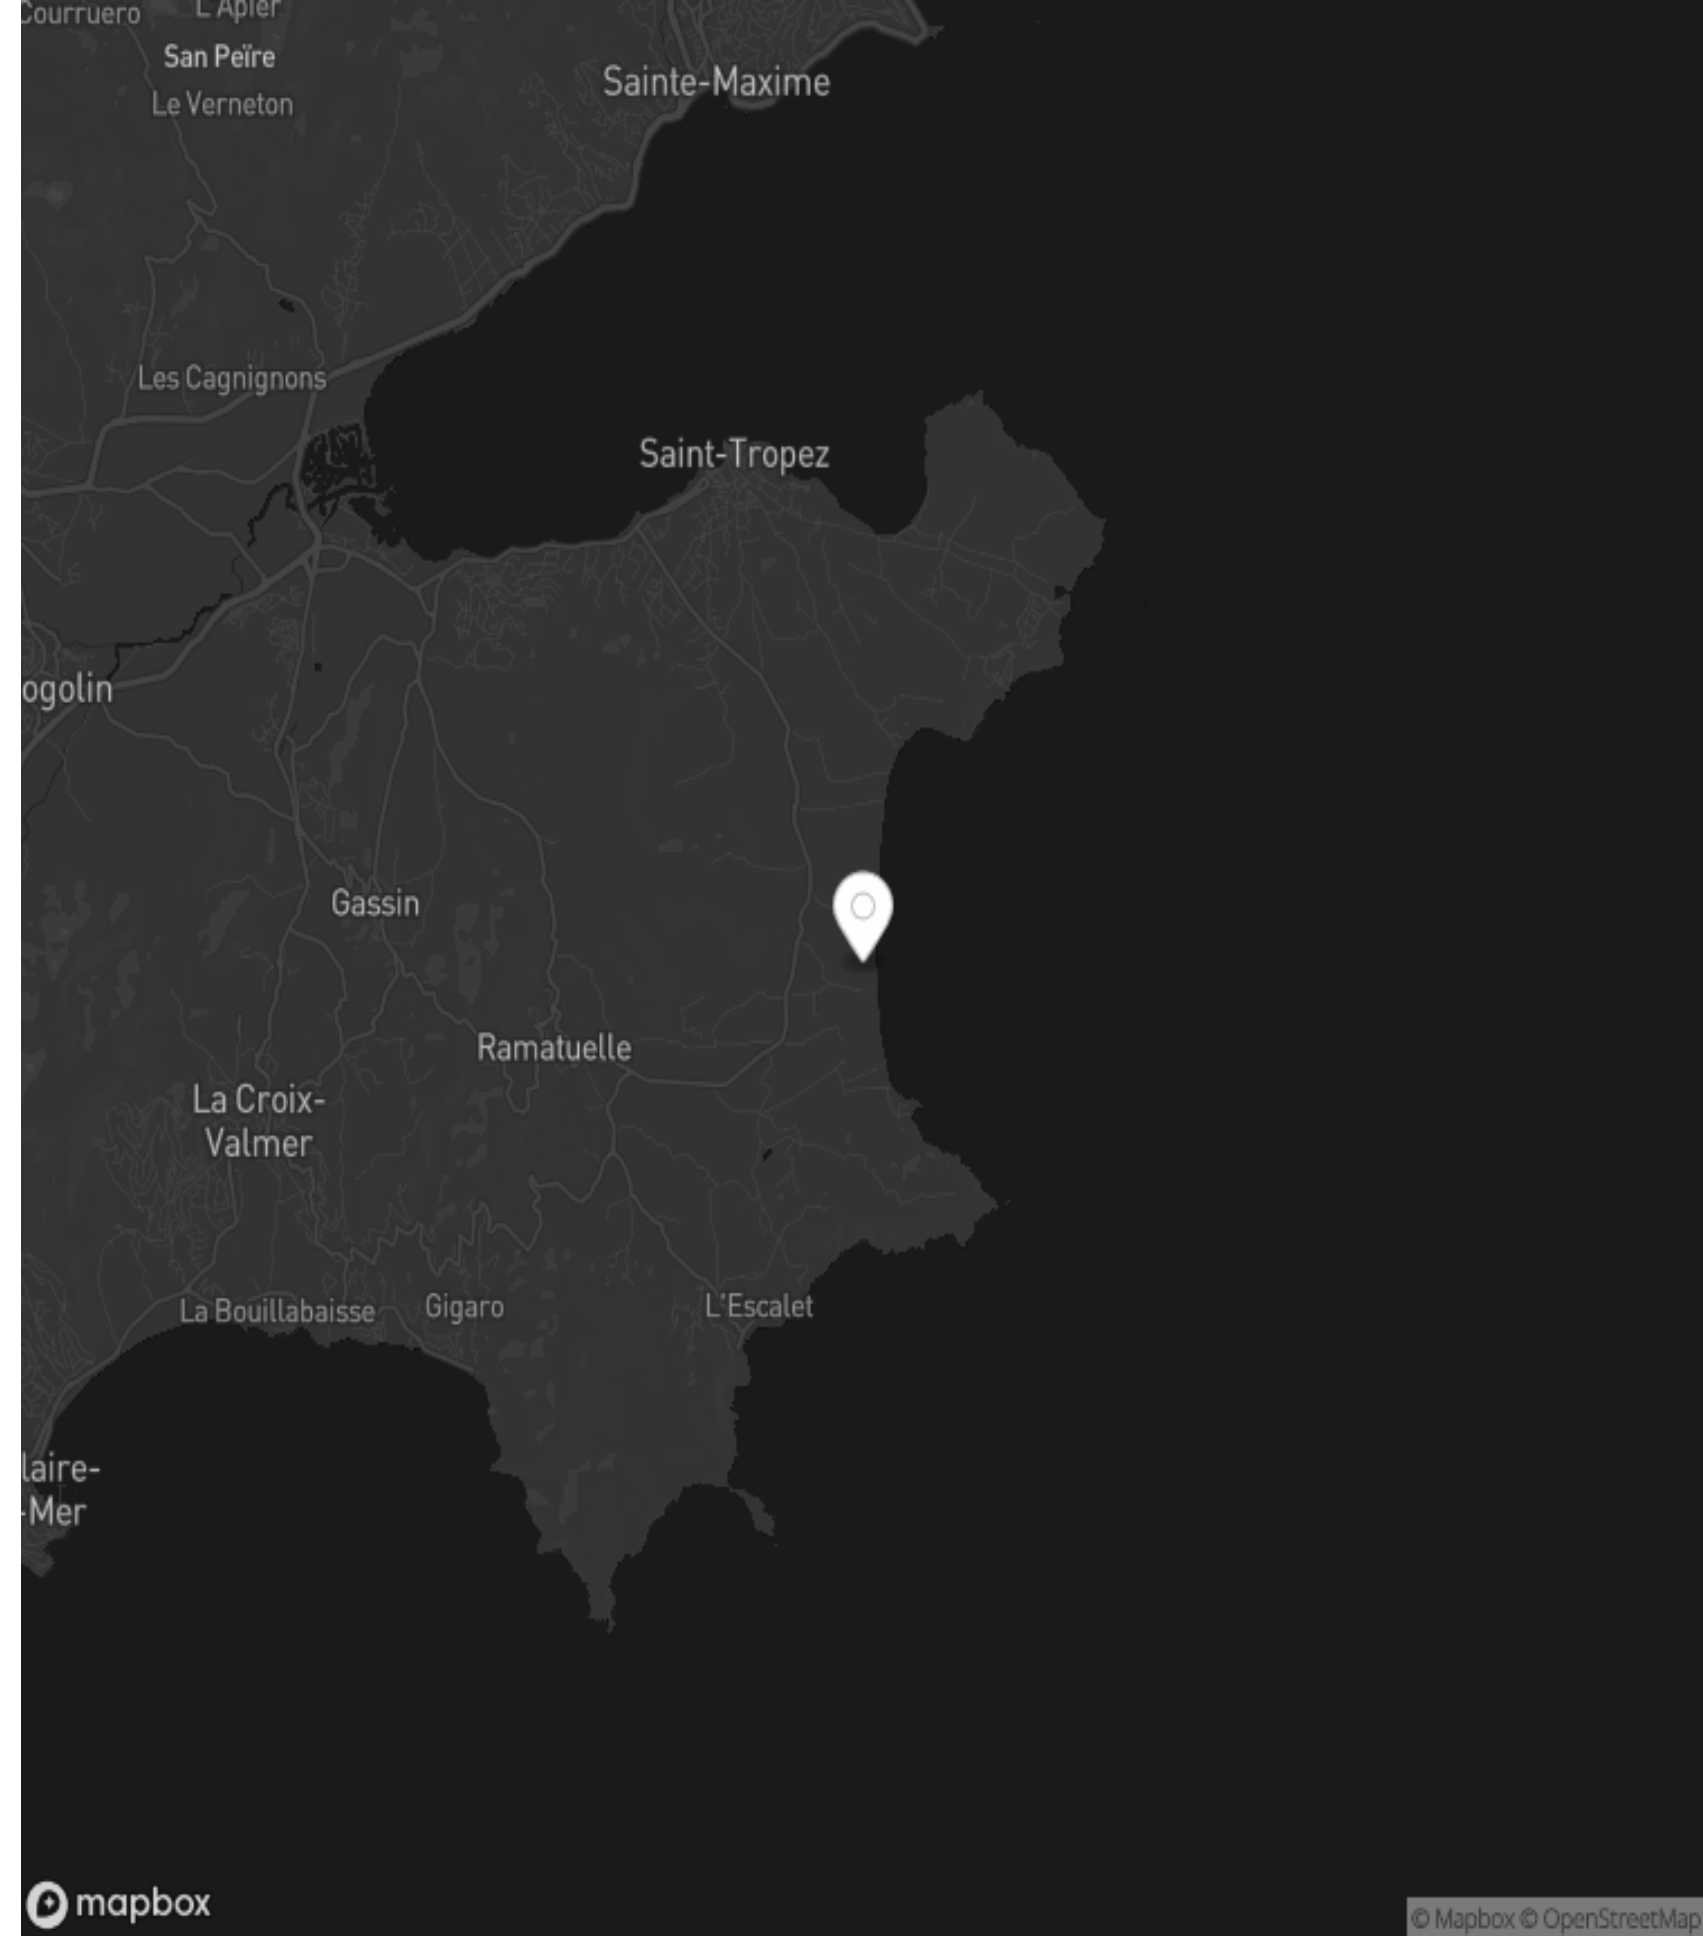 Courruero
L'Apier
San Peïre
Le Verneton
Sainte-Maxime
Les Cagnignons
Saint-Tropez
ogolin
Gassin
Ramatuelle
La Croix-
Valmer
La Bouillabaisse
Gigaro
L'Escalet
laire-
-Mer
mapbox
© Mapbox © OpenStreetMap